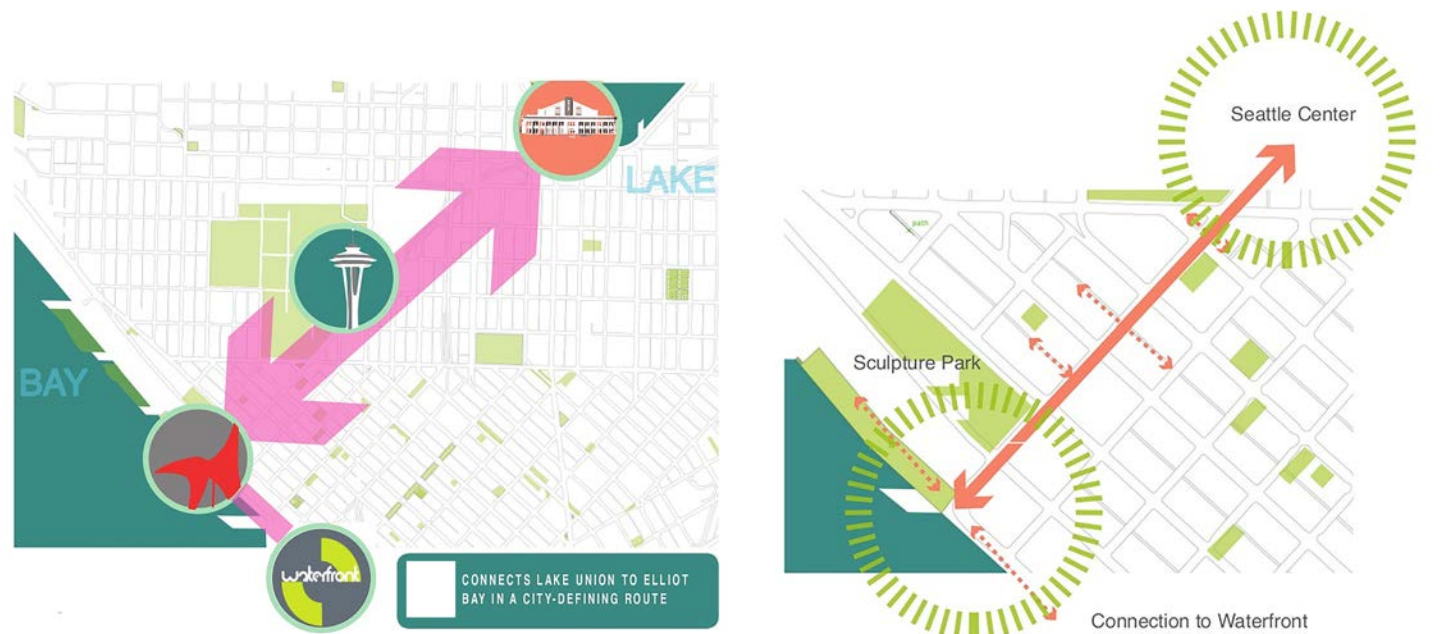 LAKE
BAY
waterfront
CONNECTS LAKE UNION TO ELLIOT
BAY IN A CITY-DEFINING ROUTE
Seattle Center
path
Sculpture Park
Connection to Waterfront